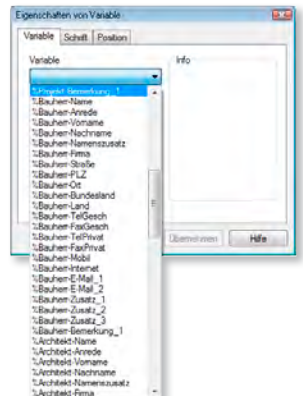 Eigenschaften von Variable
Variable Schrift Position
Variable Info
%Projekt-Bemerkung_1
%Bauherr-Name
%Bauherr-Anrede
%Bauherr-Vorname
%Bauherr-Nachname
%Bauherr-Namenszusatz
%Bauherr-Firma
%Bauherr-Straße
%Bauherr-PLZ
%Bauherr-Ort
%Bauherr-Bundesland
%Bauherr-Land
%Bauherr-TelGesch
%Bauherr-FaxGesch
%Bauherr-TelPrivat
%Bauherr-FaxPrivat
%Bauherr-Mobil
%Bauherr-Internet
%Bauherr-E-Mail_1
%Bauherr-E-Mail_2
%Bauherr-Zusatz_1
%Bauherr-Zusatz_2
%Bauherr-Zusatz_3
%Bauherr-Bemerkung_1
%Architekt-Name
%Architekt-Anrede
%Architekt-Vorname
%Architekt-Nachname
%Architekt-Namenszusatz
%Architekt-Firma
Übernehmen Hilfe